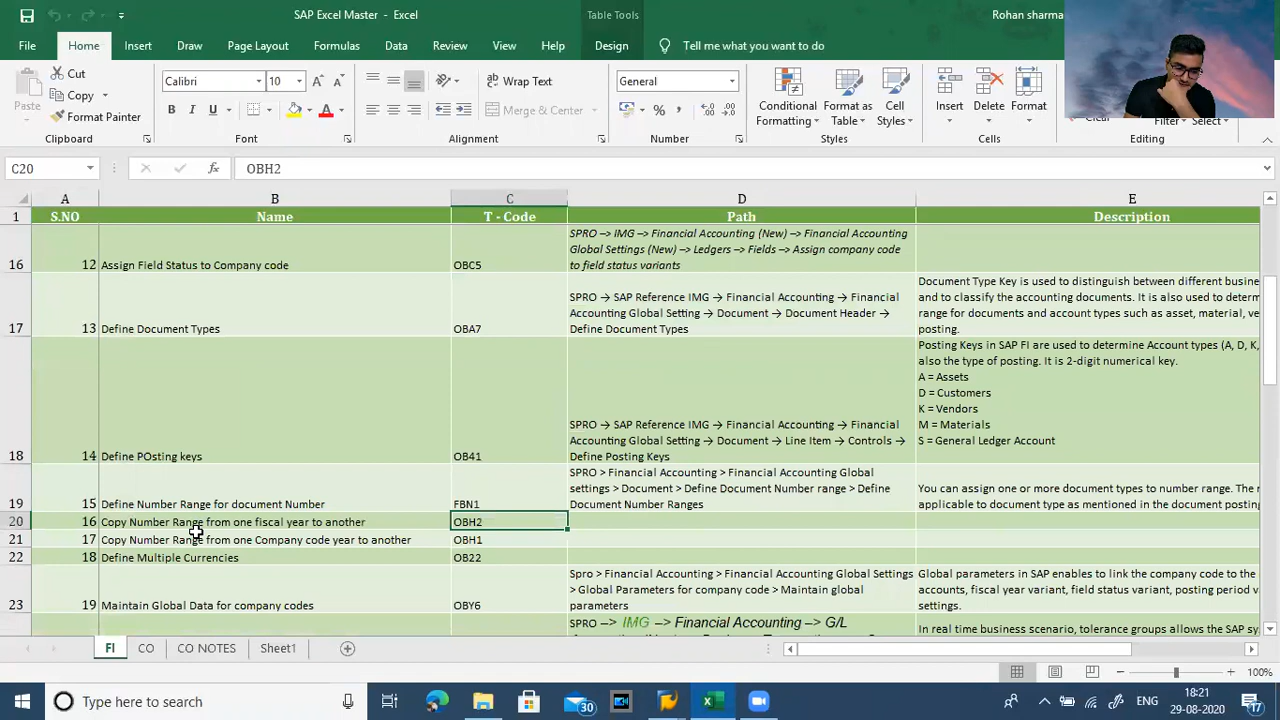 SAP Excel Master - Excel
Table Tools
Rohan sharma
File
Home
Insert
Draw
Page Layout
Formulas
Data
Review
View
Help
Design
Tell me what you want to do
Cut
Copy
Format Painter
Paste
Clipboard
Calibri
10
B I U
Font
Wrap Text
Merge & Center
Alignment
General
Number
Conditional
Formatting
Format as
Table
Cell
Styles
Styles
Insert
Delete
Format
Cells
Clear
Filter
Select
Editing
C20
fx
OBH2
A B C D E
1 S.NO Name T - Code Path Description
SPRO –> IMG –> Financial Accounting (New) –> Financial Accounting
Global Settings (New) –> Ledgers –> Fields –> Assign company code
16 12 Assign Field Status to Company code OBC5 to field status variants
Document Type Key is used to distinguish between different busine
SPRO → SAP Reference IMG → Financial Accounting → Financial and to classify the accounting documents. It is also used to determ
Accounting Global Setting → Document → Document Header → range for documents and account types such as asset, material, ve
17 13 Define Document Types OBA7 Define Document Types posting.
Posting Keys in SAP FI are used to determine Account types (A, D, K,
also the type of posting. It is 2-digit numerical key.
A = Assets
D = Customers
K = Vendors
SPRO → SAP Reference IMG → Financial Accounting → Financial M = Materials
Accounting Global Setting → Document → Line Item → Controls → S = General Ledger Account
18 14 Define POsting keys OB41 Define Posting Keys
SPRO > Financial Accounting > Financial Accounting Global
settings > Document > Define Document Number range > Define You can assign one or more document types to number range. The n
19 15 Define Number Range for document Number FBN1 Document Number Ranges applicable to document type as mentioned in the document postin
20 16 Copy Number Range from one fiscal year to another OBH2
21 17 Copy Number Range from one Company code year to another OBH1
22 18 Define Multiple Currencies OB22
Spro > Financial Accounting > Financial Accounting Global Settings Global parameters in SAP enables to link the company code to the
> Global Parameters for company code > Maintain global accounts, fiscal year variant, field status variant, posting period v
23 19 Maintain Global Data for company codes OBY6 parameters settings.
SPRO –> IMG –> Financial Accounting –> G/L In real time business scenario, tolerance groups allows the SAP sy
FI
CO
CO NOTES
Sheet1
100%
Type here to search
30
ENG
18:21
29-08-2020
17